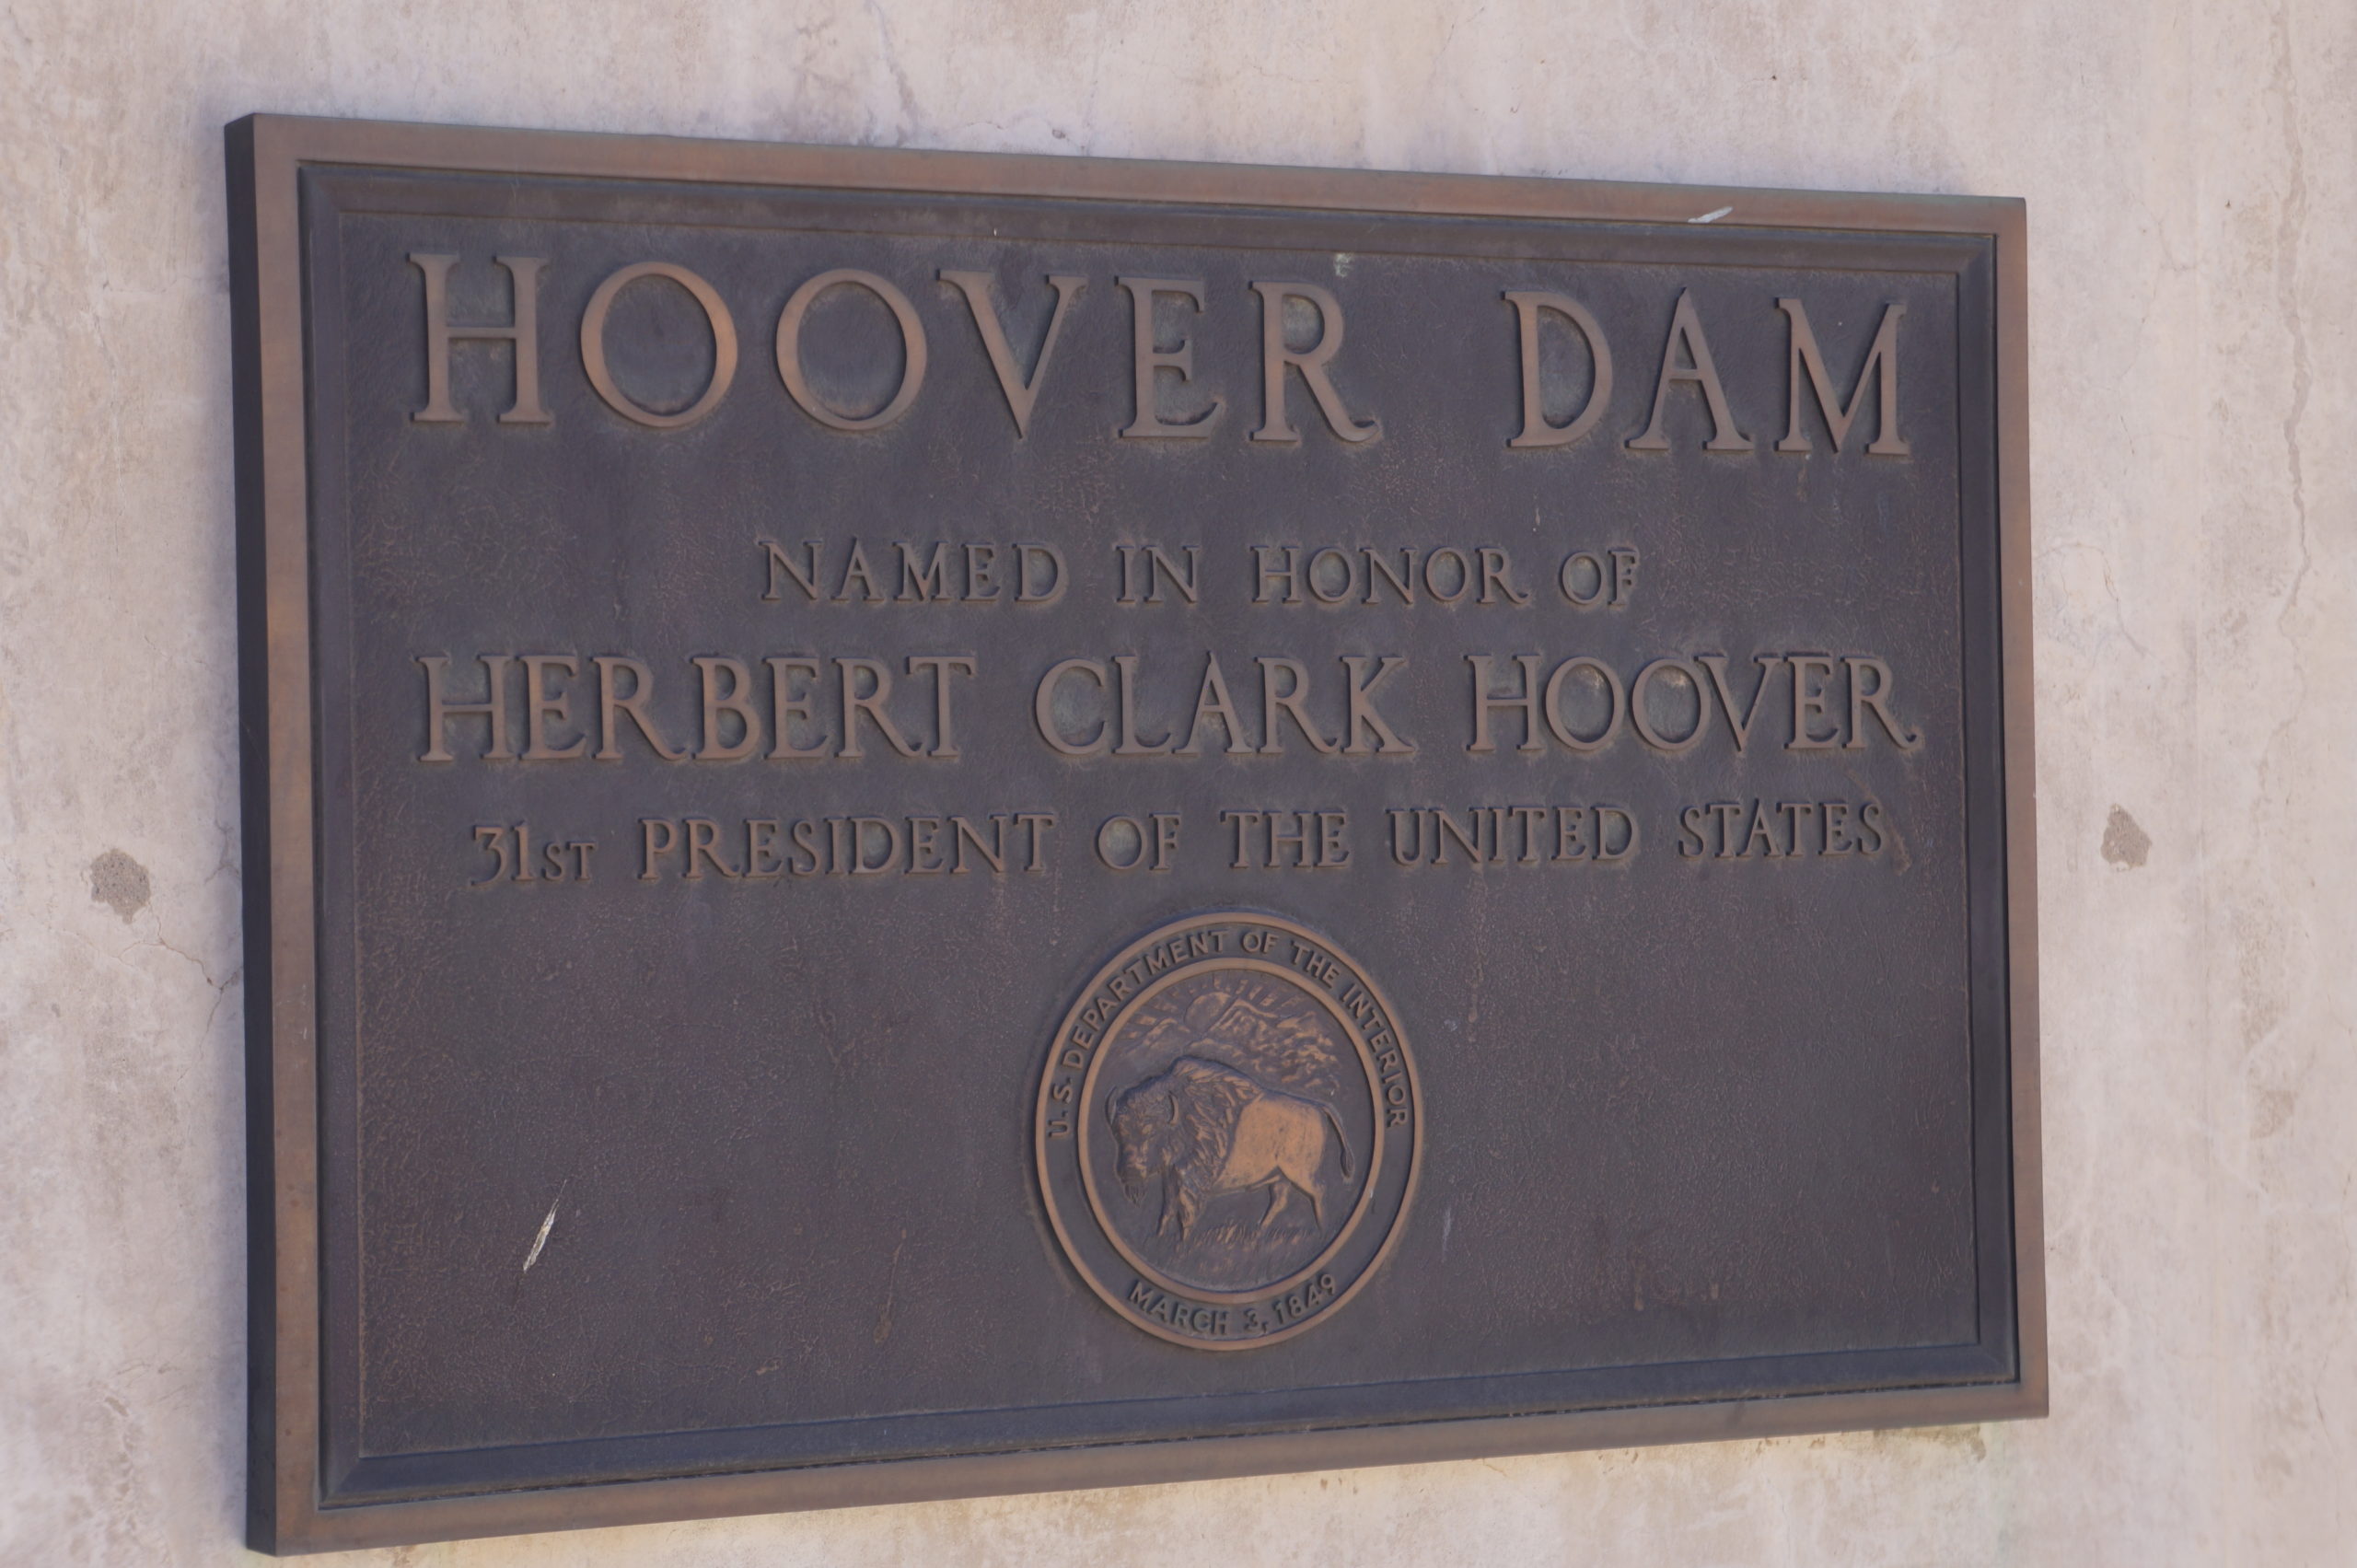 HOOVER DAM
NAMED IN HONOR OF
HERBERT CLARK HOOVER
31ST PRESIDENT OF THE UNITED STATES
U.S. DEPARTMENT OF THE INTERIOR
MARCH 3, 1849